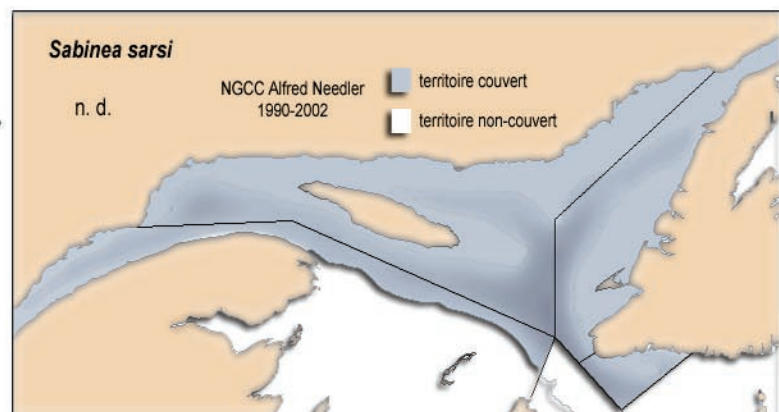 Sabinea sarsi
n. d.
NGCC Alfred Needler
1990-2002
territoire couvert
territoire non-couvert